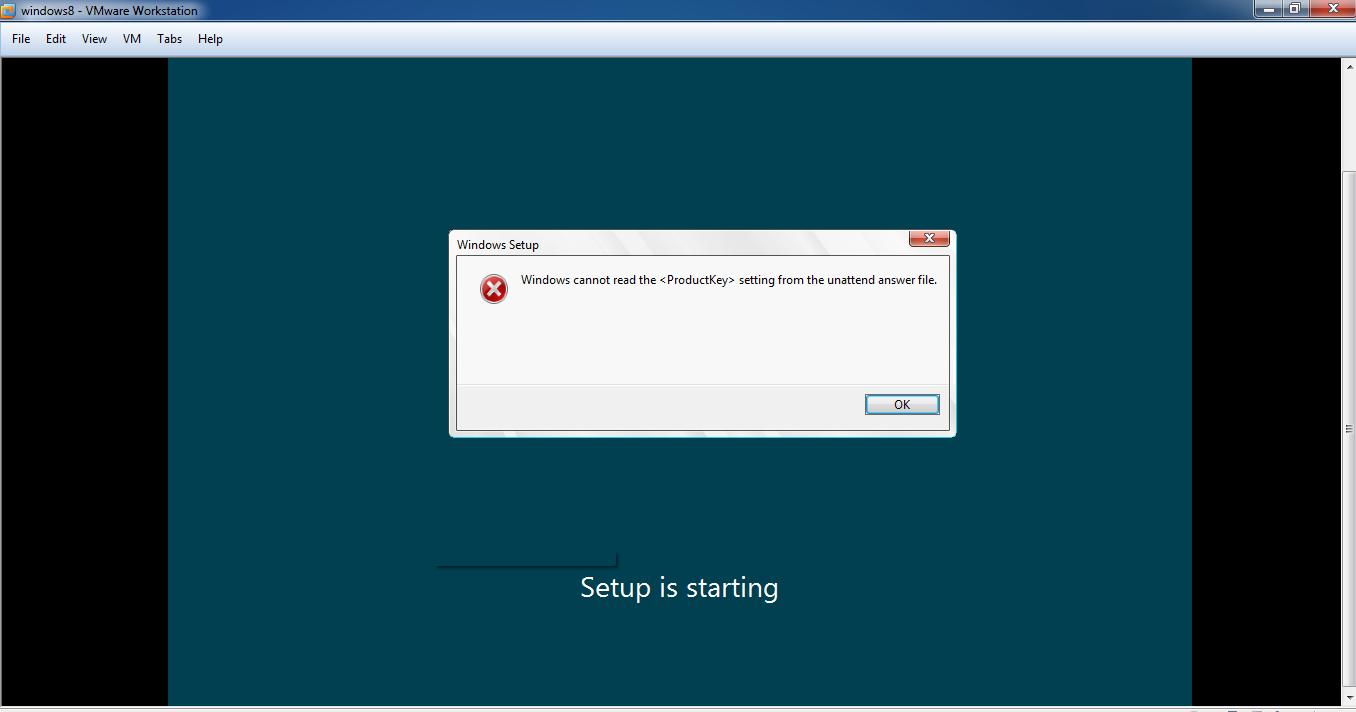 windows8 - VMware Workstation
File Edit View VM Tabs Help
Windows Setup
Windows cannot read the <ProductKey> setting from the unattend answer file.
OK
Setup is starting